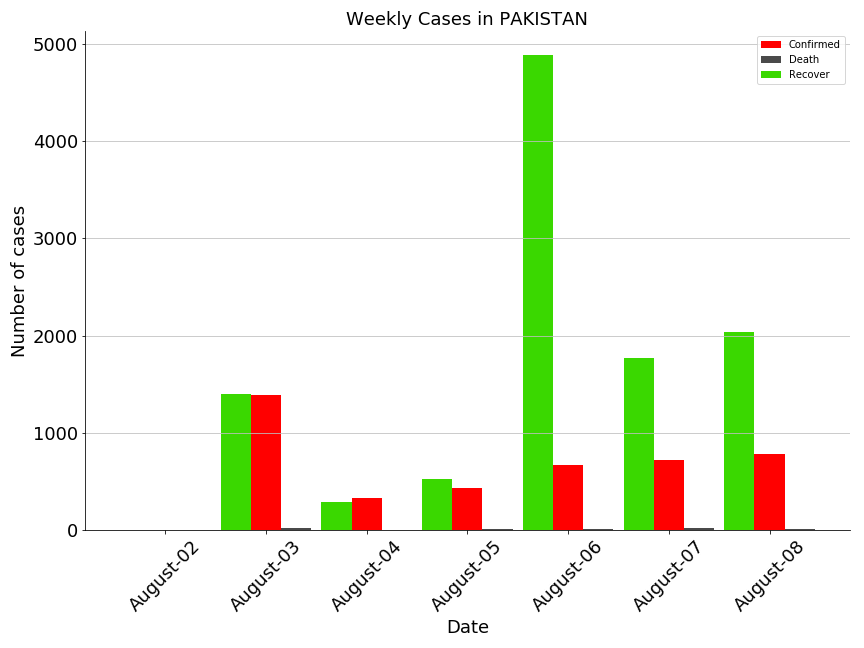 Weekly Cases in PAKISTAN
Confirmed
Death
Recover
Number of cases
5000
4000
3000
2000
1000
0
August-02
August-03
August-04
August-05
August-06
August-07
August-08
Date